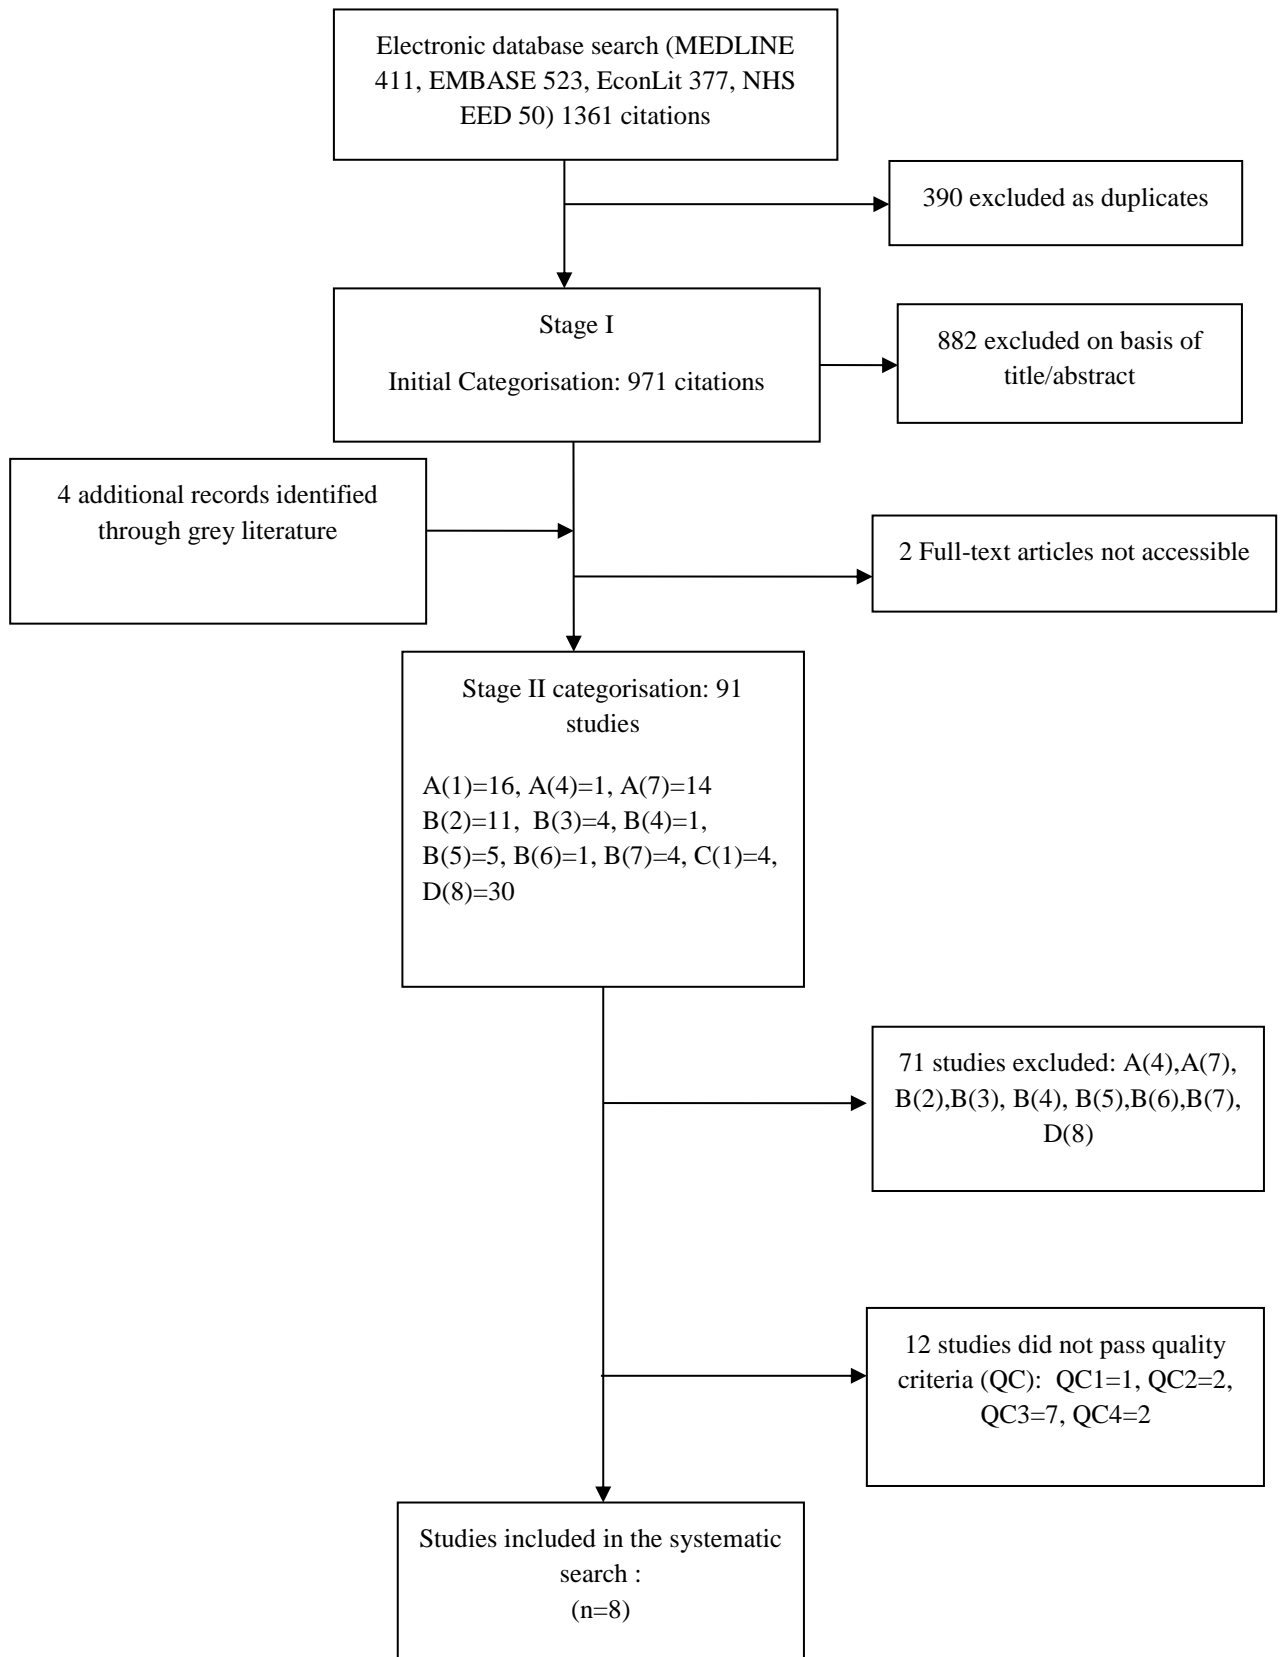 Electronic database search (MEDLINE
411, EMBASE 523, EconLit 377, NHS
EED 50) 1361 citations
390 excluded as duplicates
Stage I
Initial Categorisation: 971 citations
882 excluded on basis of
title/abstract
4 additional records identified
through grey literature
2 Full-text articles not accessible
Stage II categorisation: 91
studies
A(1)=16, A(4)=1, A(7)=14
B(2)=11,  B(3)=4, B(4)=1,
B(5)=5, B(6)=1, B(7)=4, C(1)=4,
D(8)=30
71 studies excluded: A(4),A(7),
B(2),B(3), B(4), B(5),B(6),B(7),
D(8)
12 studies did not pass quality
criteria (QC):  QC1=1, QC2=2,
QC3=7, QC4=2
Studies included in the systematic
search :
(n=8)